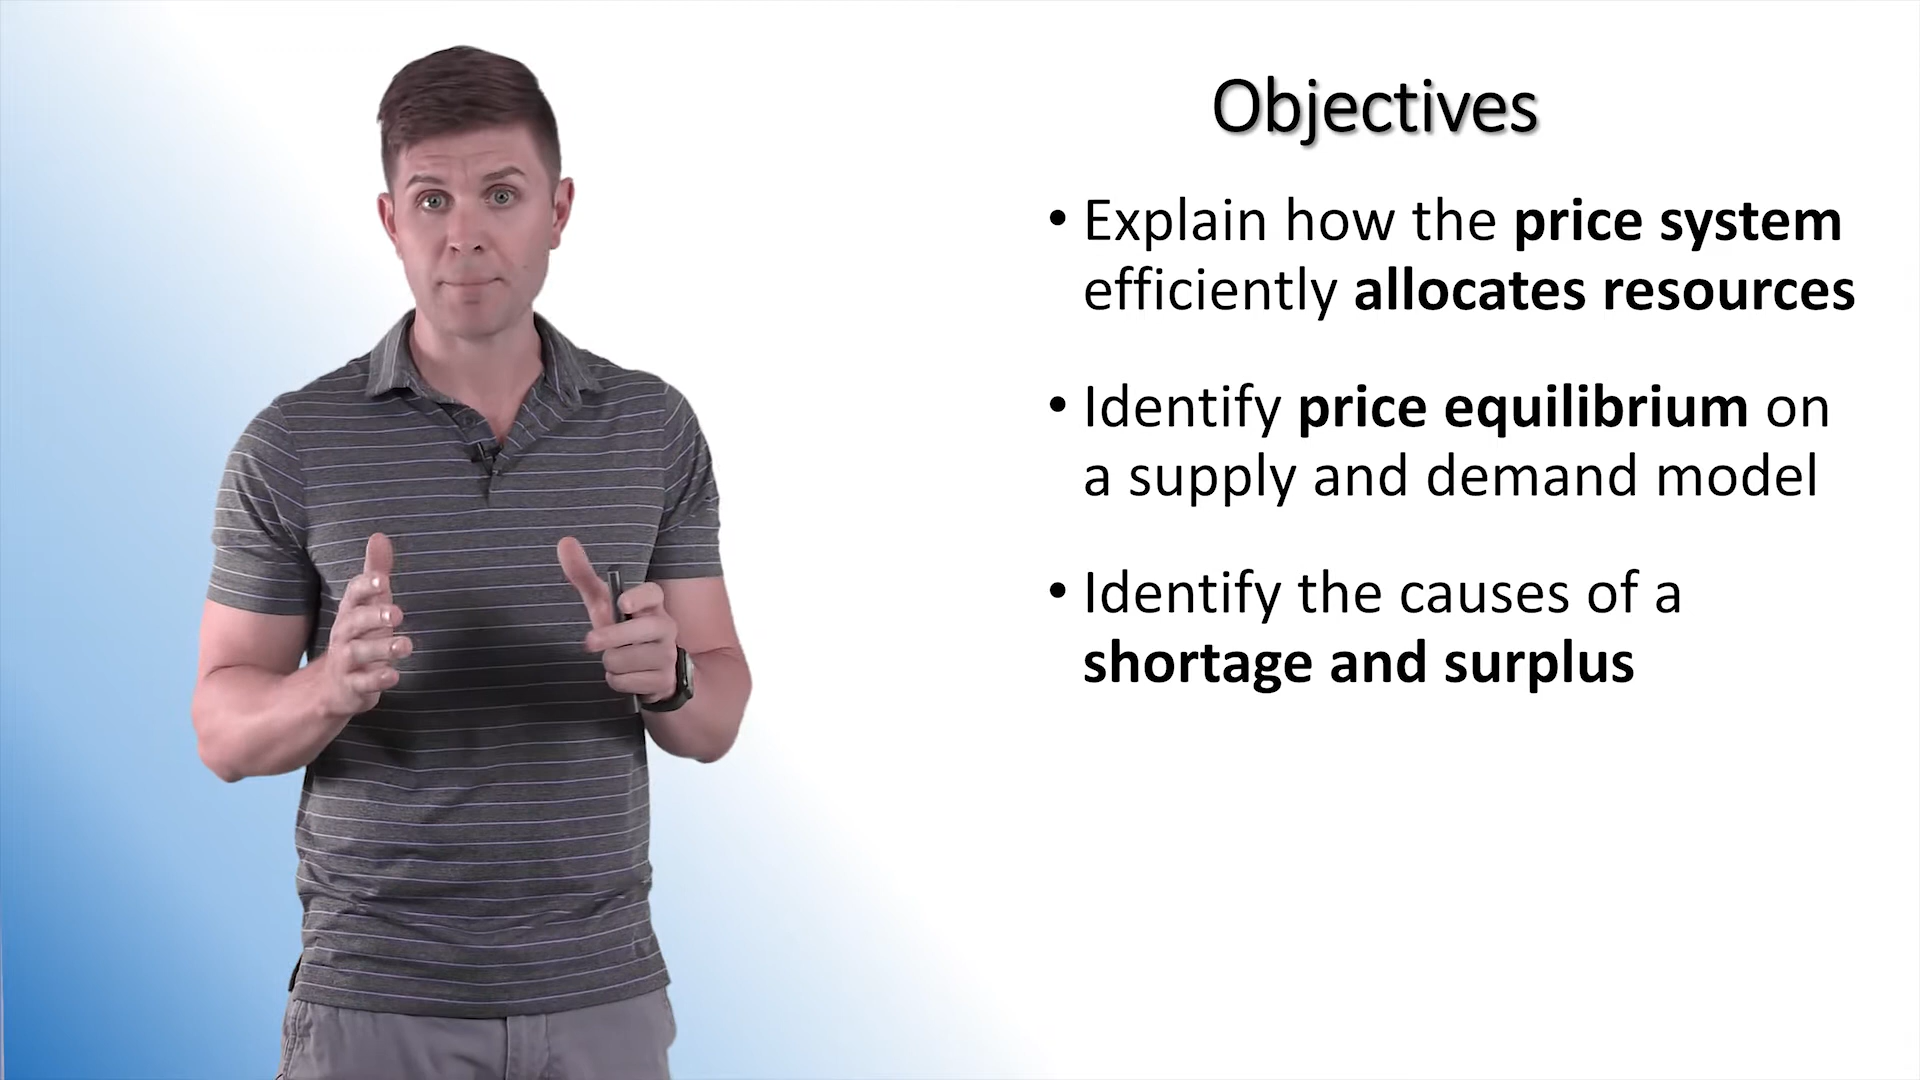 Objectives
• Explain how the price system
efficiently allocates resources
• Identify price equilibrium on
a supply and demand model
• Identify the causes of a
shortage and surplus